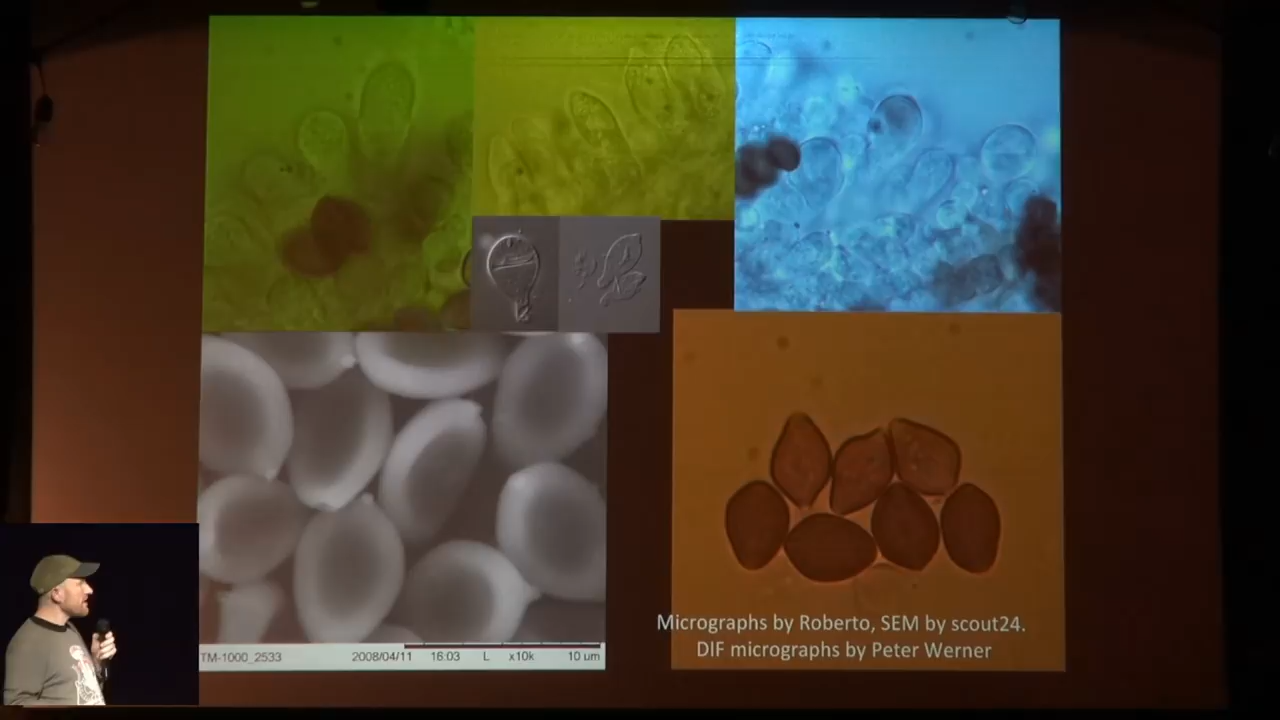 TM-1000_2533 2008/04/11 16:03 L x10k 10 um
Micrographs by Roberto, SEM by scout24.
DIF micrographs by Peter Werner